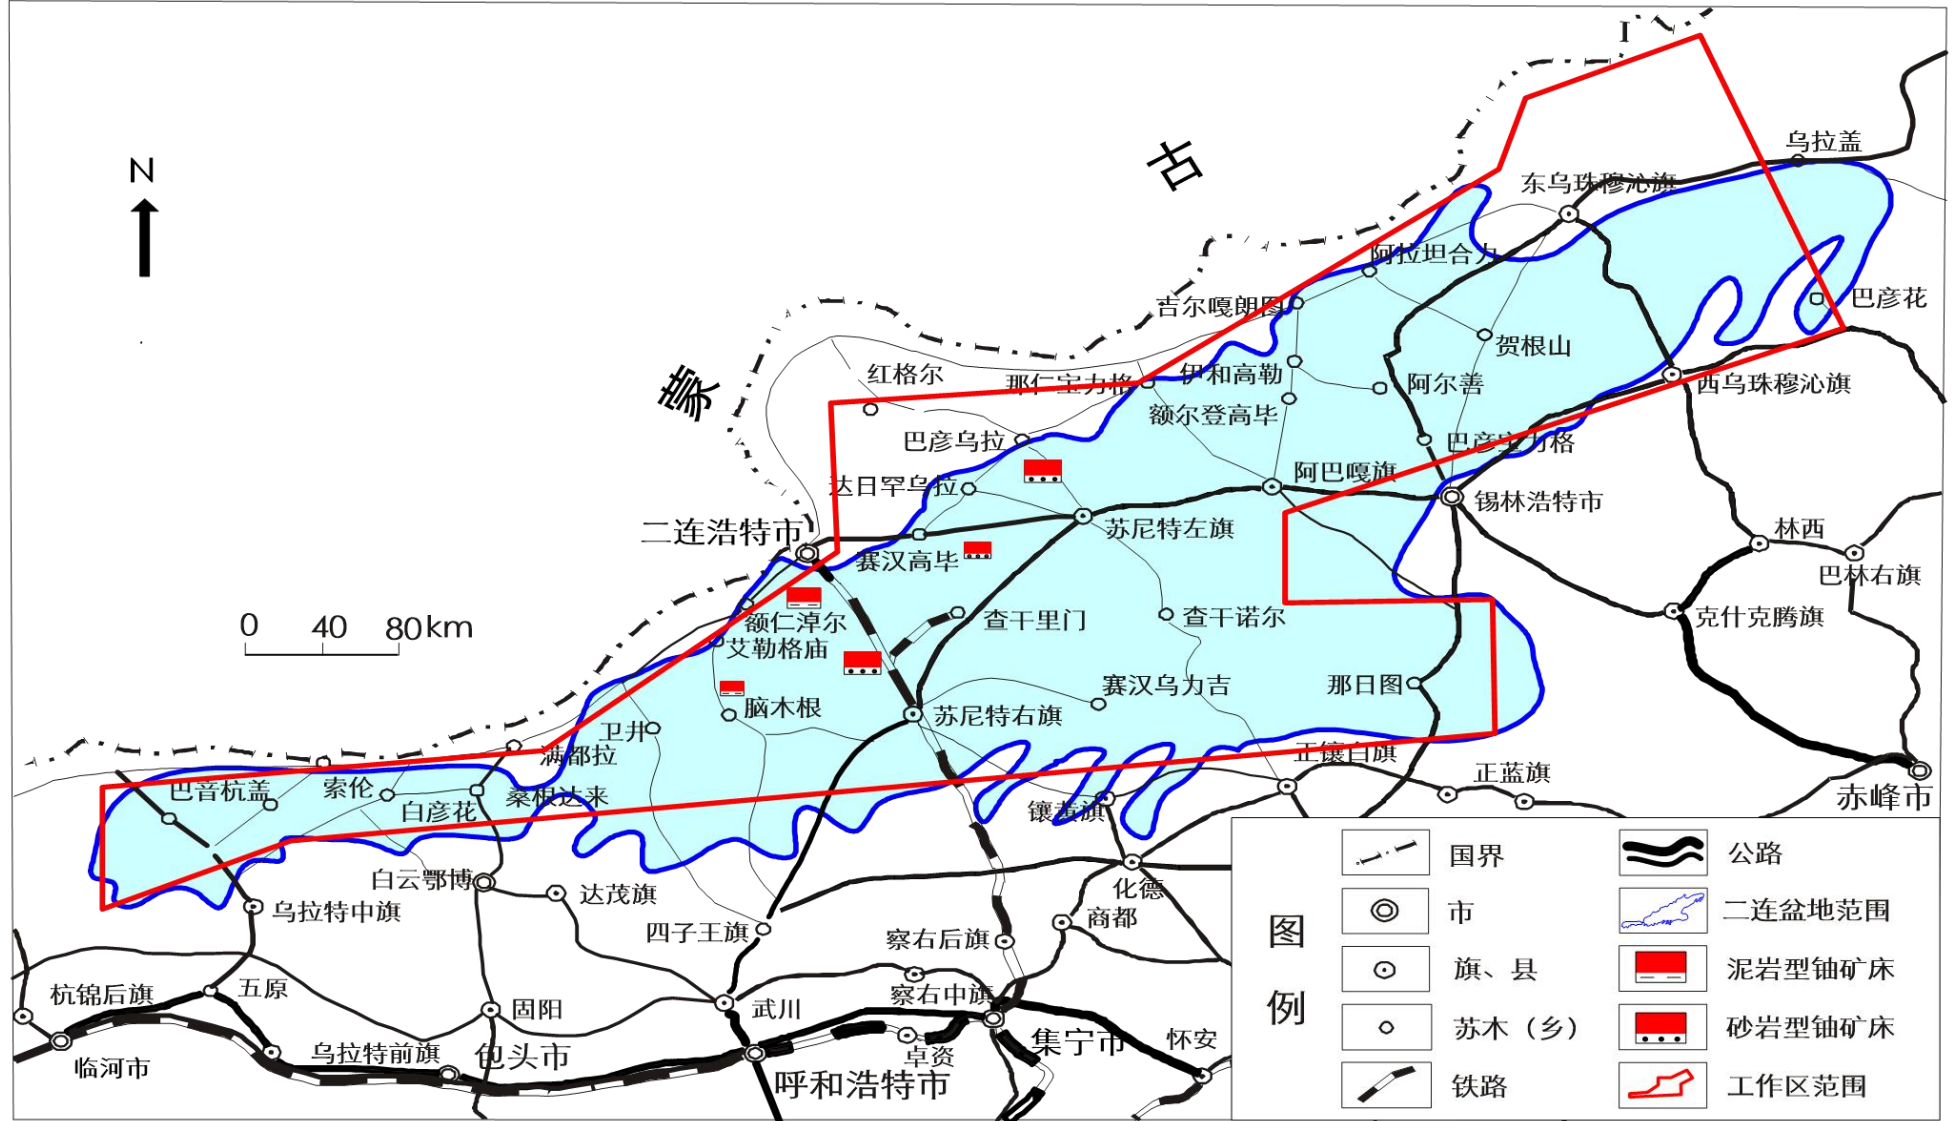 I
古
N
乌拉盖
东乌珠穆沁旗
阿拉坦合力
吉尔嘎朗图
巴彦花
贺根山
蒙
红格尔
那仁宝力格
伊和高勒
阿尔善
西乌珠穆沁旗
额尔登高毕
巴彦乌拉
巴彦宝力格
达日罕乌拉
阿巴嘎旗
锡林浩特市
二连浩特市
苏尼特左旗
林西
赛汉高毕
巴林右旗
额仁淖尔
查干里门
查干诺尔
克什克腾旗
0 40 80km
艾勒格庙
赛汉乌力吉
那日图
脑木根
苏尼特右旗
卫井
满都拉
正镶白旗
正蓝旗
巴音杭盖
索伦
白彦花
桑根达来
镶黄旗
赤峰市
白云鄂博
达茂旗
化德
乌拉特中旗
四子王旗
察右后旗
商都
杭锦后旗
五原
固阳
武川
察右中旗
临河市
乌拉特前旗
包头市
呼和浩特市
卓资
集宁市
怀安
图例
国界
公路
市
二连盆地范围
旗、县
泥岩型铀矿床
苏木（乡）
砂岩型铀矿床
铁路
工作区范围